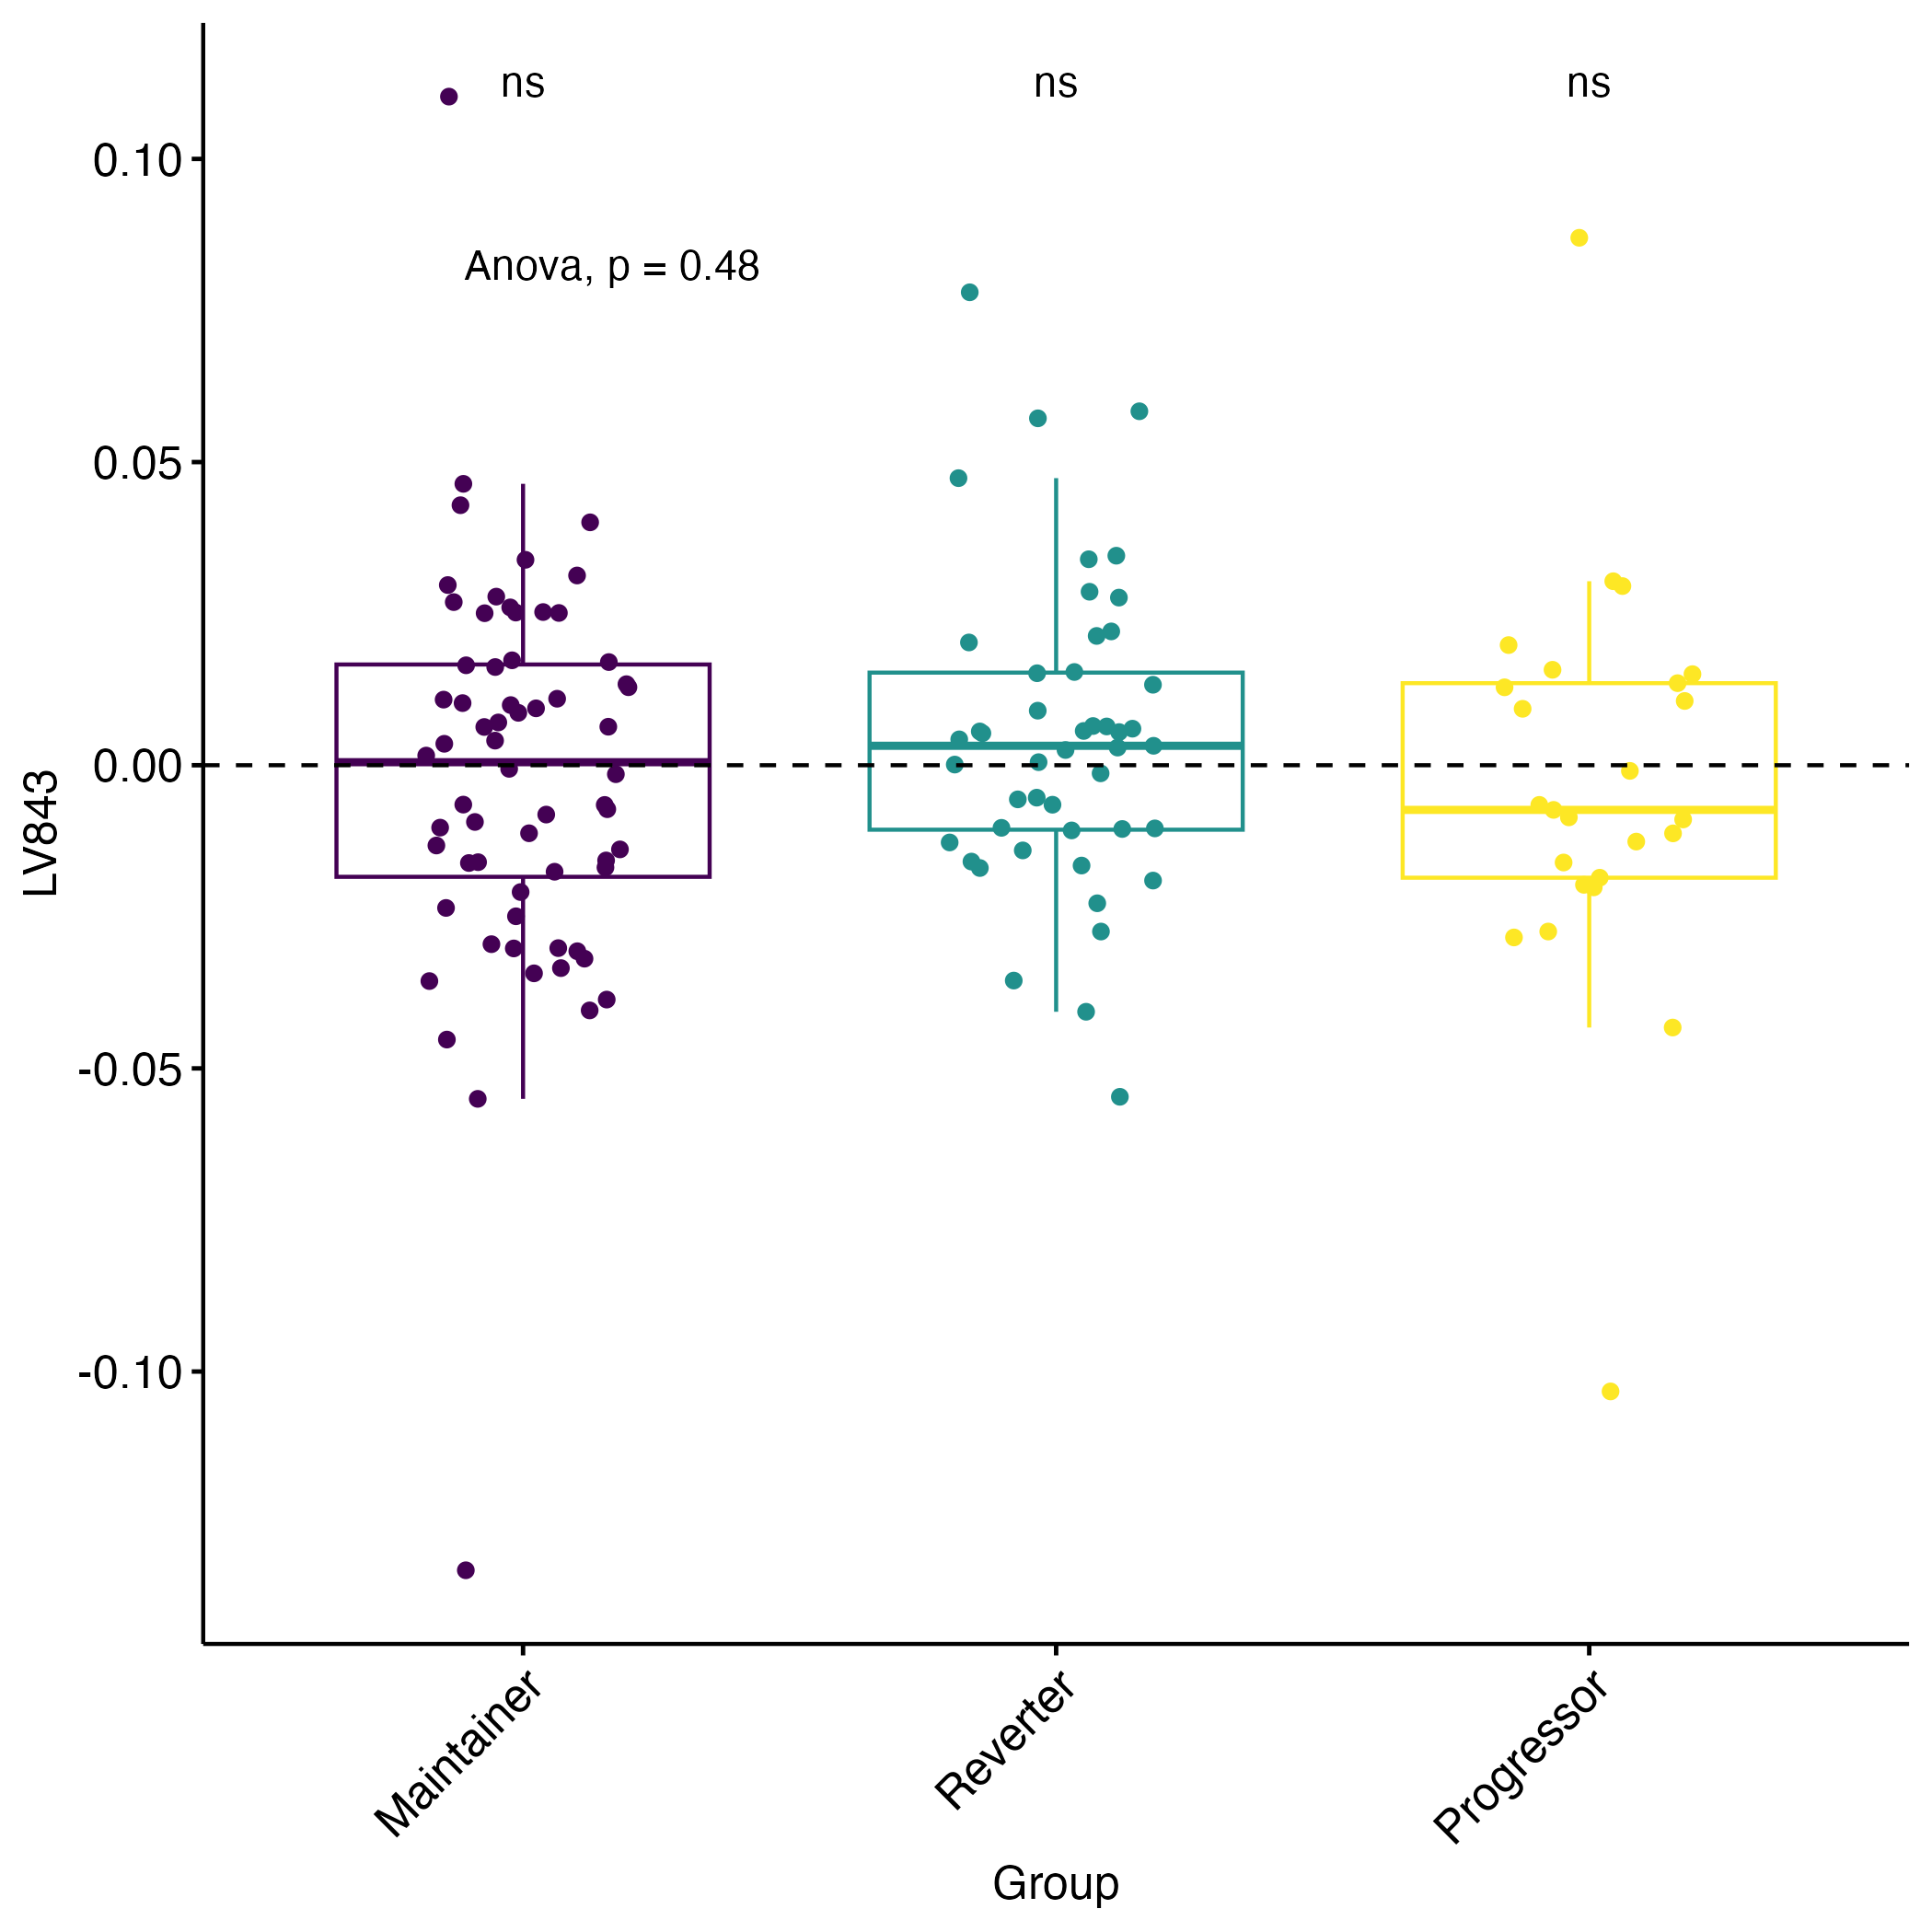 ns ns ns
Anova, p = 0.48
0.10
0.05
0.00
-0.05
-0.10
LV843
Maintainer
Reverter
Progressor
Group